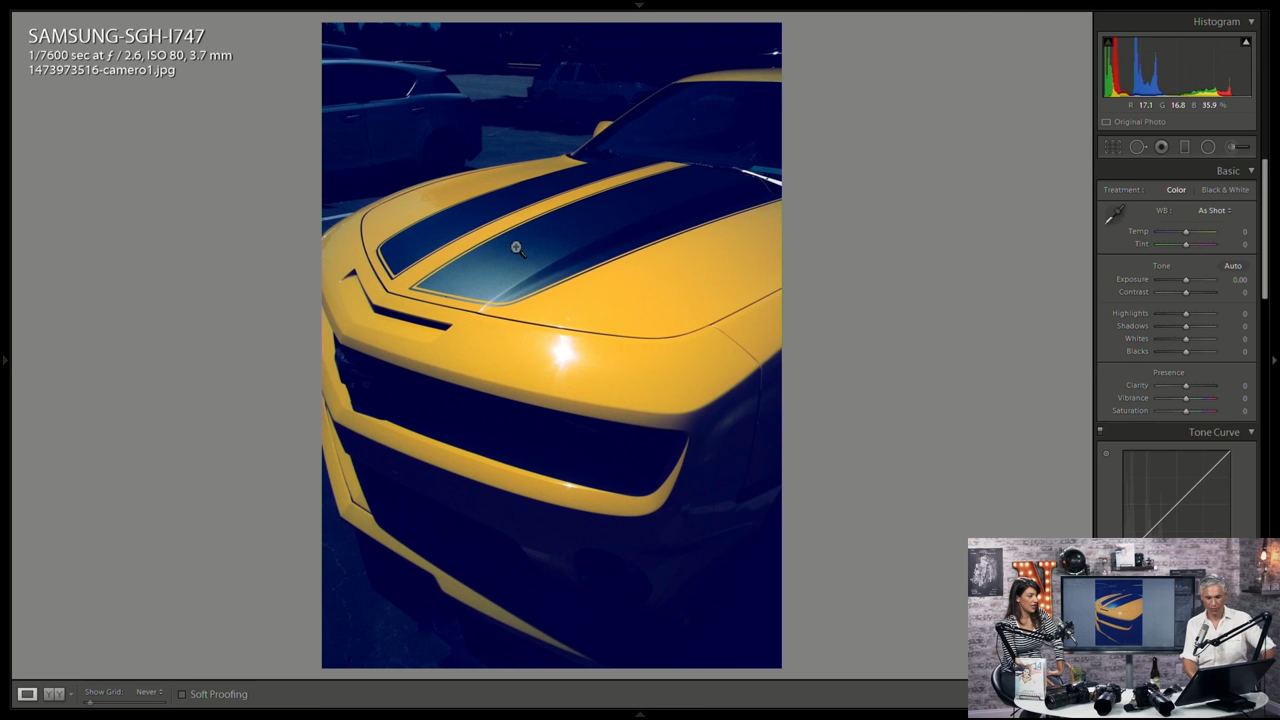 SAMSUNG-SGH-I747
1/7600 sec at ƒ / 2.6, ISO 80, 3.7 mm
1473973516-camero1.jpg
Histogram
R 17.1 G 16.8 B 35.9 %
Original Photo
Basic
Treatment : Color Black & White
WB : As Shot
Temp 0
Tint 0
Tone Auto
Exposure 0.00
Contrast 0
Highlights 0
Shadows 0
Whites 0
Blacks 0
Presence
Clarity 0
Vibrance 0
Saturation 0
Tone Curve
N
Show Grid: Never
Soft Proofing